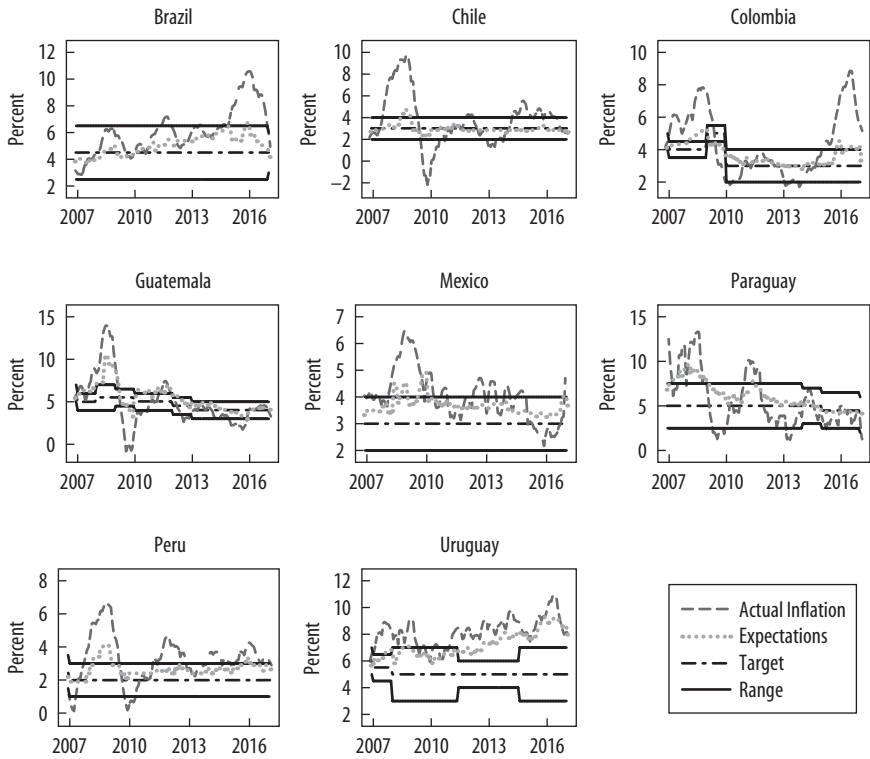 Brazil
Percent
12
10
8
6
4
2
2007 2010 2013 2016
Chile
Percent
10
8
6
4
2
0
−2
2007 2010 2013 2016
Colombia
Percent
10
8
6
4
2
2007 2010 2013 2016
Guatemala
Percent
15
10
5
0
2007 2010 2013 2016
Mexico
Percent
7
6
5
4
3
2
2007 2010 2013 2016
Paraguay
Percent
15
10
5
0
2007 2010 2013 2016
Peru
Percent
8
6
4
2
0
2007 2010 2013 2016
Uruguay
Percent
12
10
8
6
4
2
2007 2010 2013 2016
Actual Inflation
Expectations
Target
Range